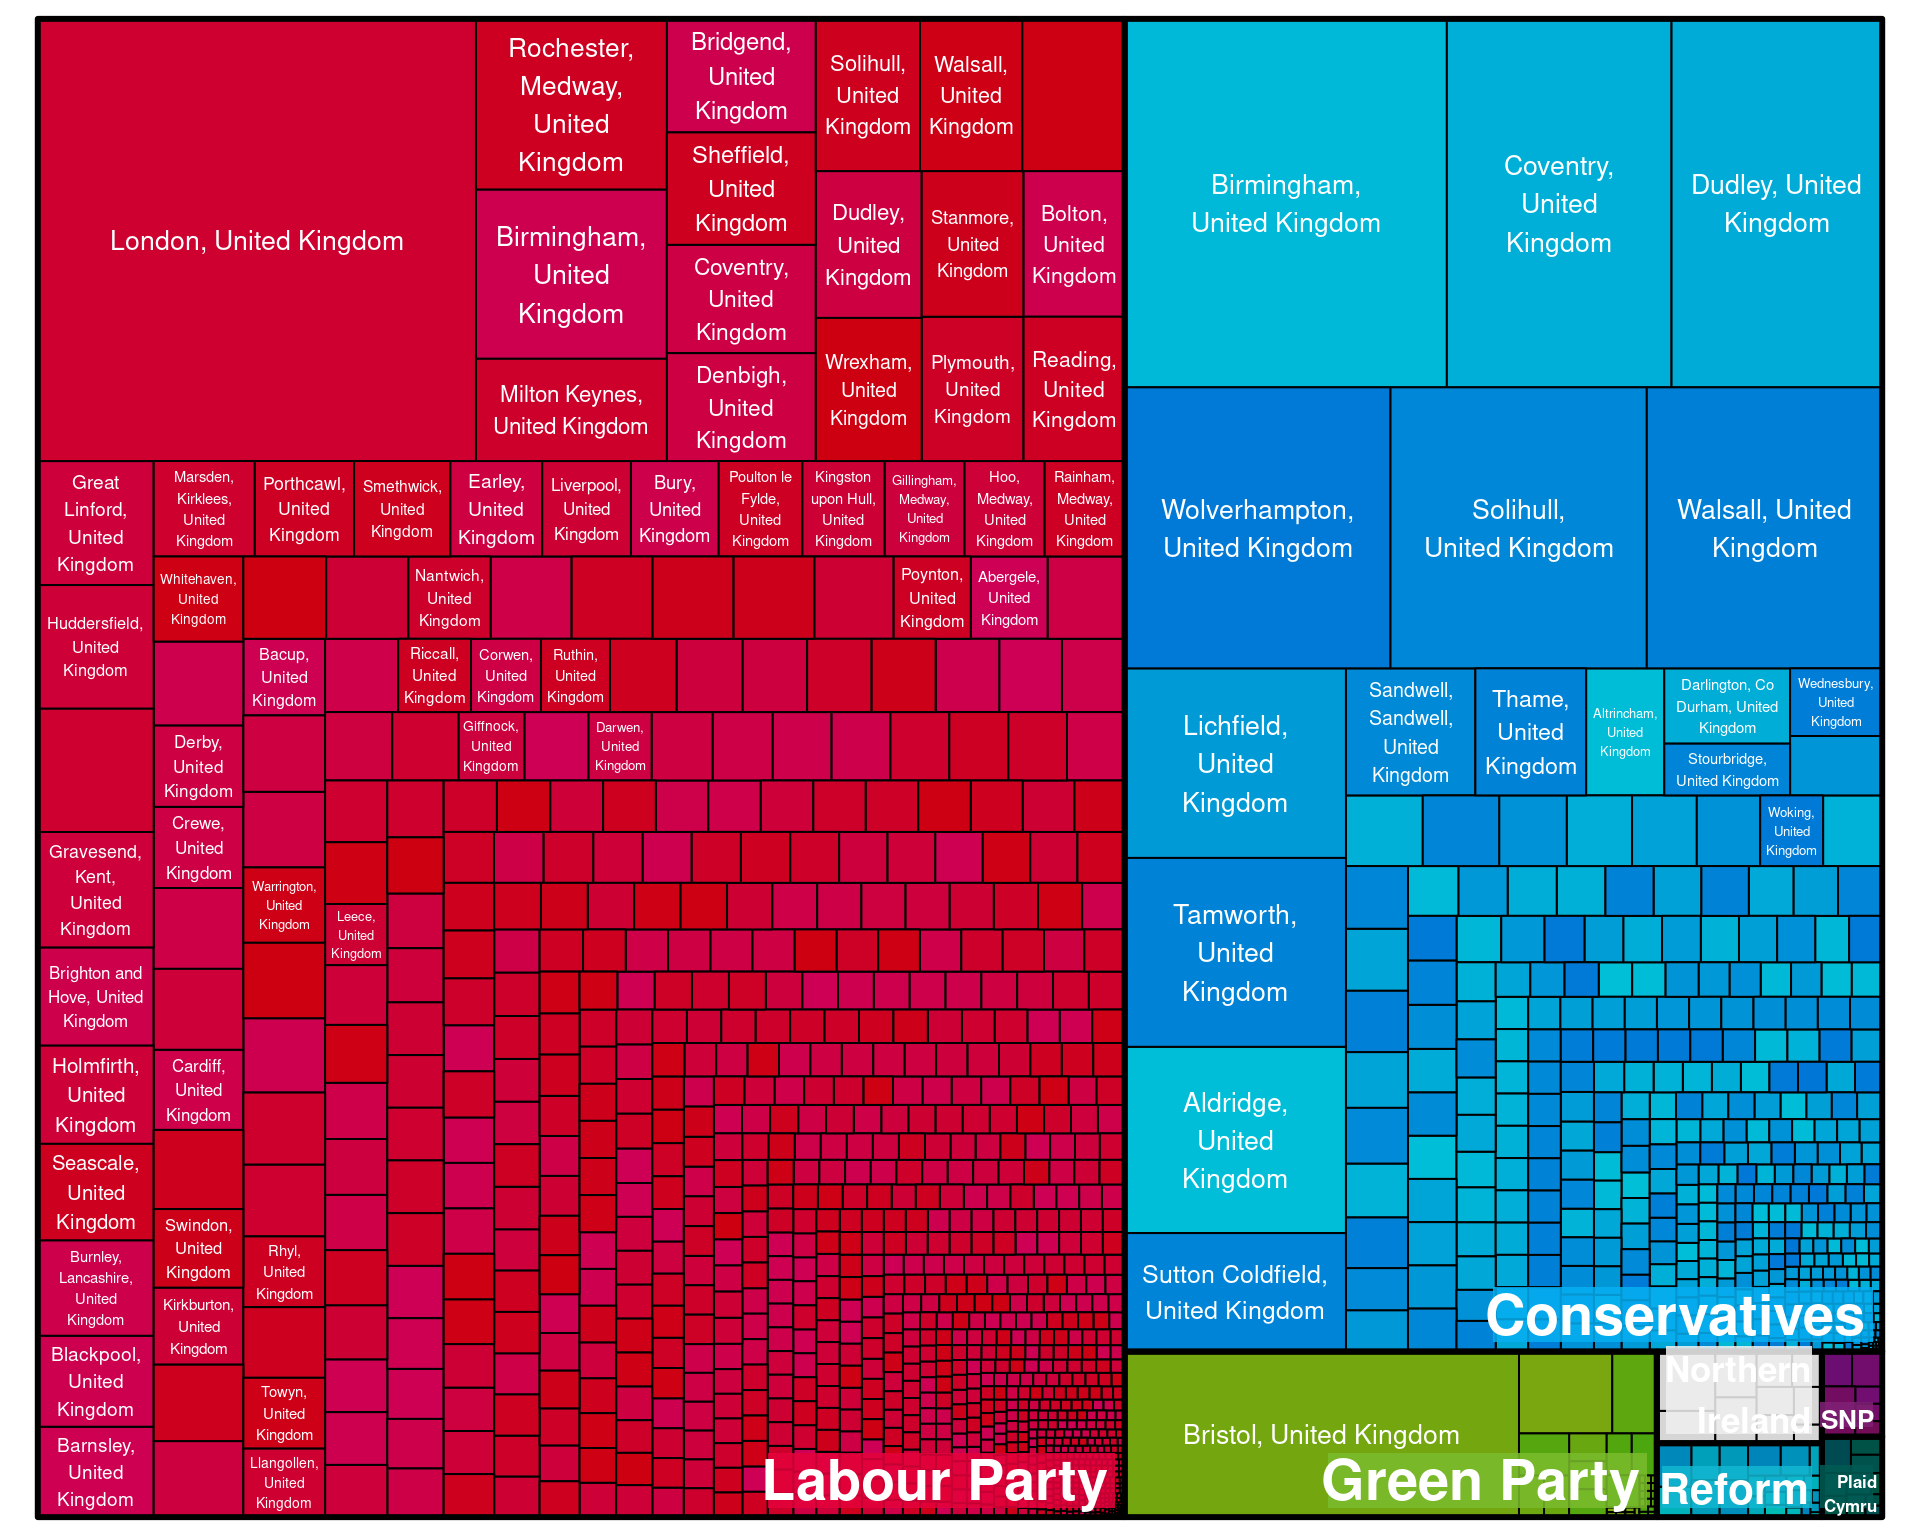 London, United Kingdom
Rochester,
Medway,
United
Kingdom
Birmingham,
United
Kingdom
Milton Keynes,
United Kingdom
Bridgend,
United
Kingdom
Sheffield,
United
Kingdom
Coventry,
United
Kingdom
Denbigh,
United
Kingdom
Solihull,
United
Kingdom
Walsall,
United
Kingdom
Dudley,
United
Kingdom
Stanmore,
United
Kingdom
Bolton,
United
Kingdom
Wrexham,
United
Kingdom
Plymouth,
United
Kingdom
Reading,
United
Kingdom
Great
Linford,
United
Kingdom
Marsden,
Kirklees,
United
Kingdom
Porthcawl,
United
Kingdom
Smethwick,
United
Kingdom
Earley,
United
Kingdom
Liverpool,
United
Kingdom
Bury,
United
Kingdom
Poulton le
Fylde,
United
Kingdom
Kingston
upon Hull,
United
Kingdom
Gillingham,
Medway,
United
Kingdom
Hoo,
Medway,
United
Kingdom
Rainham,
Medway,
United
Kingdom
Huddersfield,
United
Kingdom
Whitehaven,
United
Kingdom
Nantwich,
United
Kingdom
Poynton,
United
Kingdom
Abergele,
United
Kingdom
Bacup,
United
Kingdom
Riccall,
United
Kingdom
Corwen,
United
Kingdom
Ruthin,
United
Kingdom
Giffnock,
United
Kingdom
Darwen,
United
Kingdom
Derby,
United
Kingdom
Crewe,
United
Kingdom
Gravesend,
Kent,
United
Kingdom
Warrington,
United
Kingdom
Leece,
United
Kingdom
Brighton and
Hove, United
Kingdom
Holmfirth,
United
Kingdom
Cardiff,
United
Kingdom
Seascale,
United
Kingdom
Swindon,
United
Kingdom
Burnley,
Lancashire,
United
Kingdom
Rhyl,
United
Kingdom
Kirkburton,
United
Kingdom
Blackpool,
United
Kingdom
Towyn,
United
Kingdom
Barnsley,
United
Kingdom
Llangollen,
United
Kingdom
Labour Party
Birmingham,
United Kingdom
Coventry,
United
Kingdom
Dudley, United
Kingdom
Wolverhampton,
United Kingdom
Solihull,
United Kingdom
Walsall, United
Kingdom
Lichfield,
United
Kingdom
Sandwell,
Sandwell,
United
Kingdom
Thame,
United
Kingdom
Altrincham,
United
Kingdom
Darlington, Co
Durham, United
Kingdom
Wednesbury,
United
Kingdom
Stourbridge,
United Kingdom
Woking,
United
Kingdom
Tamworth,
United
Kingdom
Aldridge,
United
Kingdom
Sutton Coldfield,
United Kingdom
Conservatives
Bristol, United Kingdom
Green Party
Northern
Ireland
SNP
Reform
Plaid
Cymru